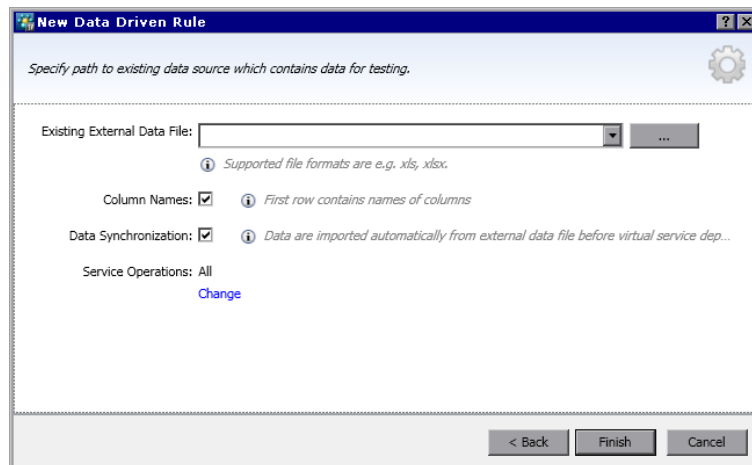 New Data Driven Rule
Specify path to existing data source which contains data for testing.
Existing External Data File:
...
Supported file formats are e.g. xls, xlsx.
Column Names: First row contains names of columns
Data Synchronization: Data are imported automatically from external data file before virtual service dep...
Service Operations: All
Change
< Back Finish Cancel